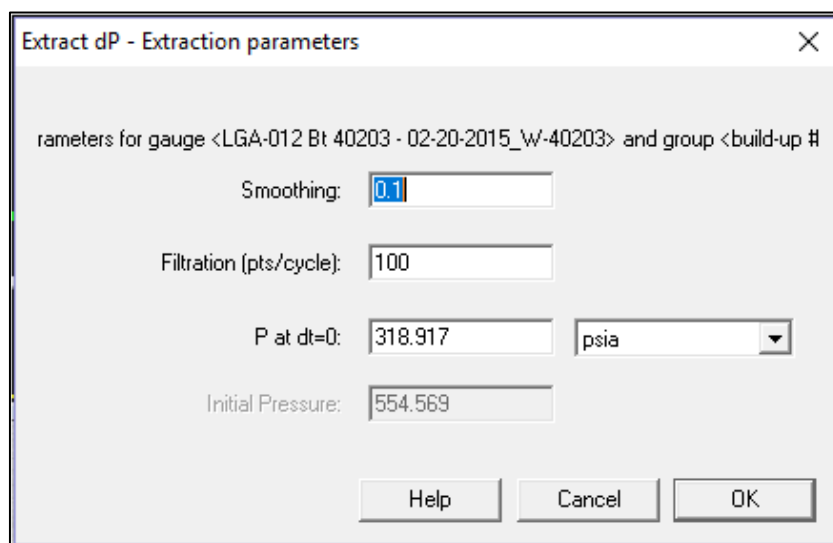 Extract dP - Extraction parameters
rameters for gauge <LGA-012 Bt 40203 - 02-20-2015_W-40203> and group <build-up #
Smoothing: 0.1
Filtration (pts/cycle): 100
P at dt=0: 318.917 psia
Initial Pressure: 554.569
Help Cancel OK